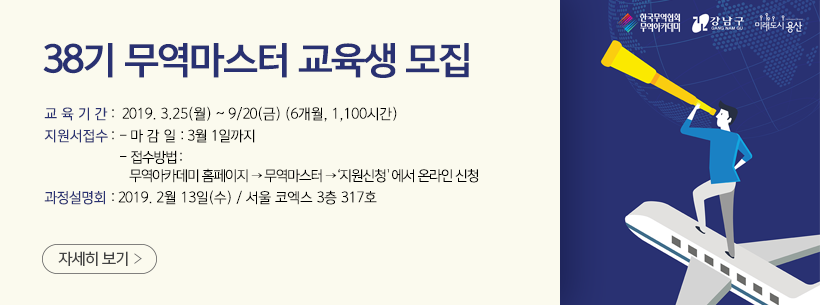 한국무역협회
무역아카데미
강남구
GANG NAM GU
미래도시 용산
38기 무역마스터 교육생 모집
교 육 기 간 : 2019. 3.25(월) ~ 9/20(금) (6개월, 1,100시간)
지원서접수 : - 마 감 일 : 3월 1일까지
- 접수방법 :
무역아카데미 홈페이지 → 무역마스터 → ‘지원신청’ 에서 온라인 신청
과정설명회 : 2019. 2월 13일(수) / 서울 코엑스 3층 317호
자세히 보기 >